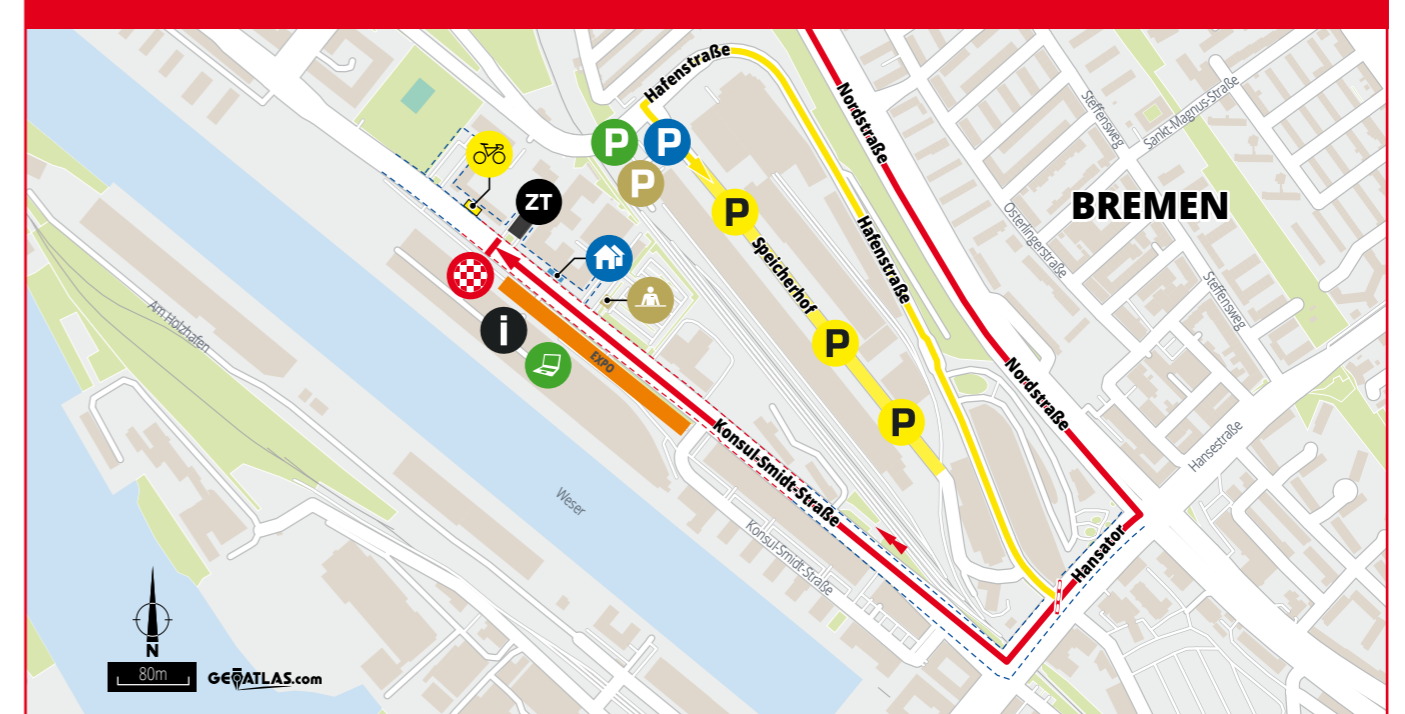 Hafenstraße
Nordstraße
Steffensweg
Sankt-Magnus-Straße
P
P
P
ZT
BREMEN
P
Speicherhof
Hafenstraße
Osterlingerstraße
Steffensweg
Am Holzhafen
i
EXPO
P
P
Nordstraße
Hansestraße
Konsul-Smidt-Straße
Weser
Konsul-Smidt-Straße
Hansator
N
80m
GEOATLAS.com